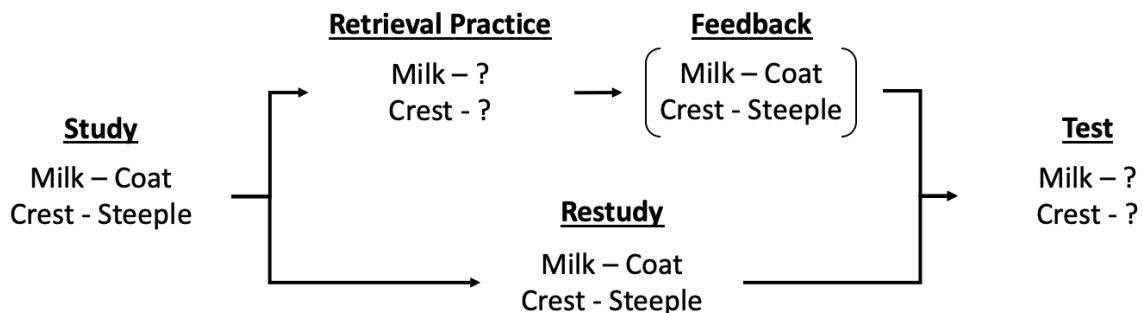 Study
Milk – Coat
Crest - Steeple
Retrieval Practice
Milk – ?
Crest - ?
Feedback
Milk – Coat
Crest - Steeple
Restudy
Milk – Coat
Crest - Steeple
Test
Milk – ?
Crest - ?